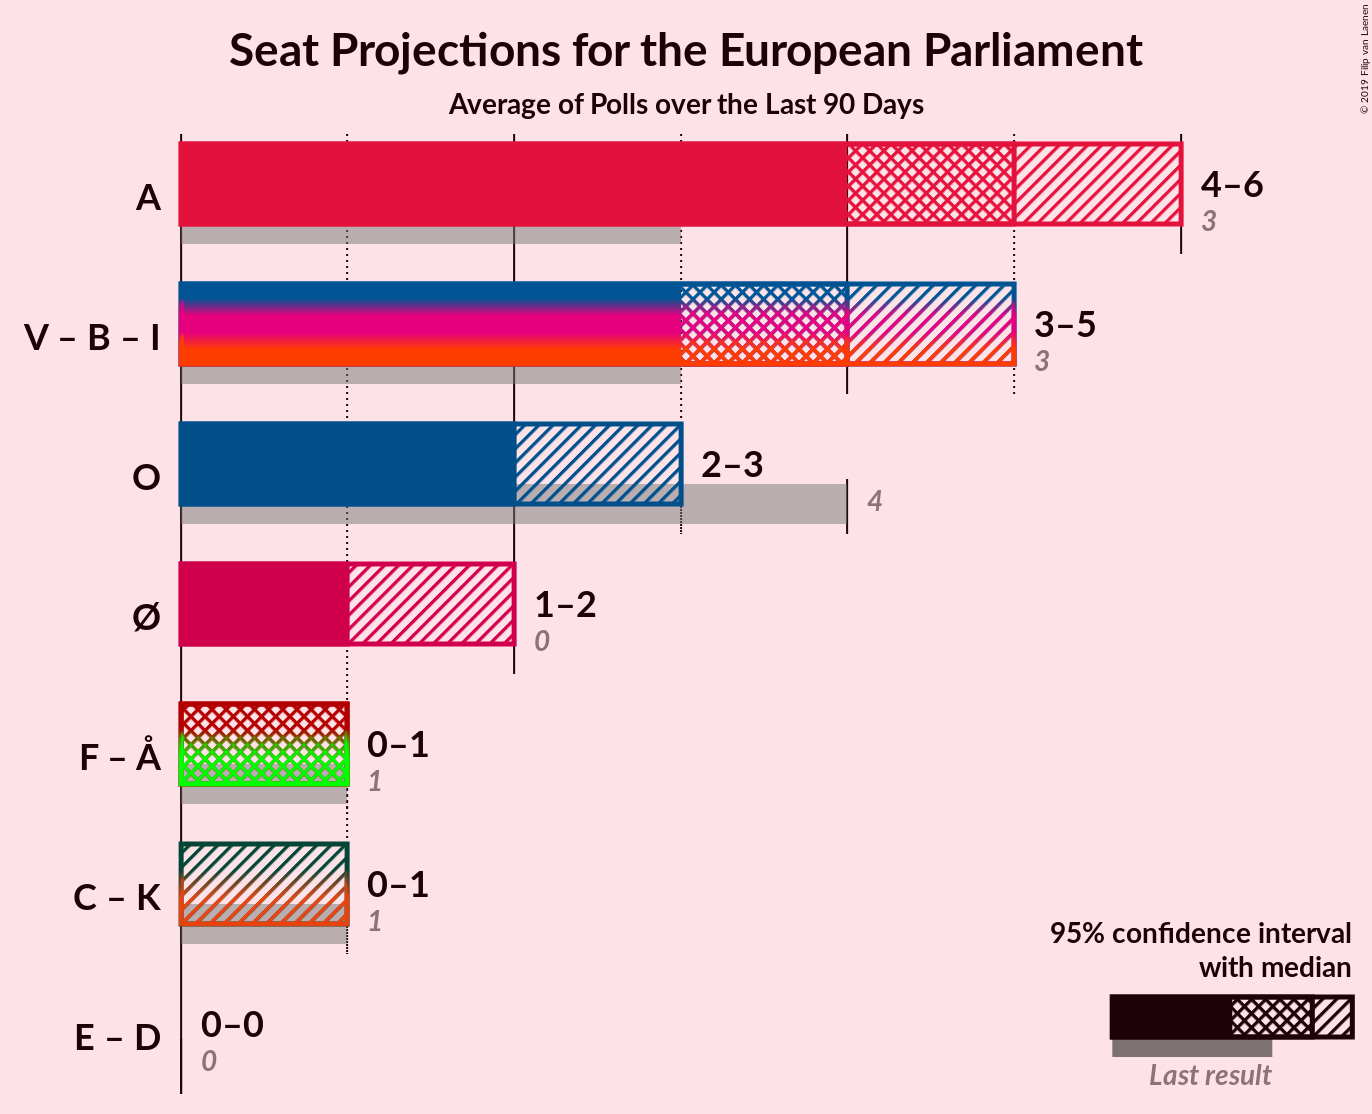 Seat Projections for the European Parliament
Average of Polls over the Last 90 Days
© 2019 Filip van Laenen
A
4–6
3
V – B – I
3–5
3
O
2–3
4
Ø
1–2
0
F – Å
0–1
1
C – K
0–1
1
E – D
0–0
0
95% confidence interval
with median
Last result